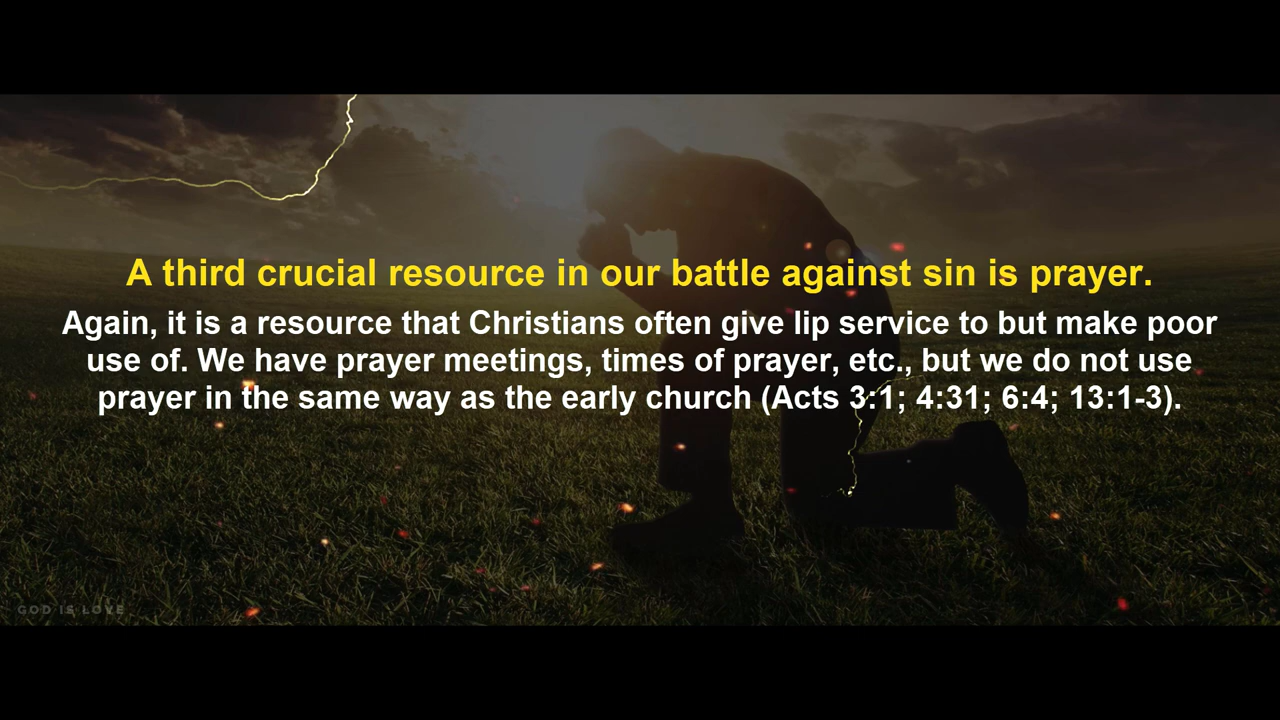 A third crucial resource in our battle against sin is prayer.
Again, it is a resource that Christians often give lip service to but make poor
use of. We have prayer meetings, times of prayer, etc., but we do not use
prayer in the same way as the early church (Acts 3:1; 4:31; 6:4; 13:1-3).
GOD IS LOVE